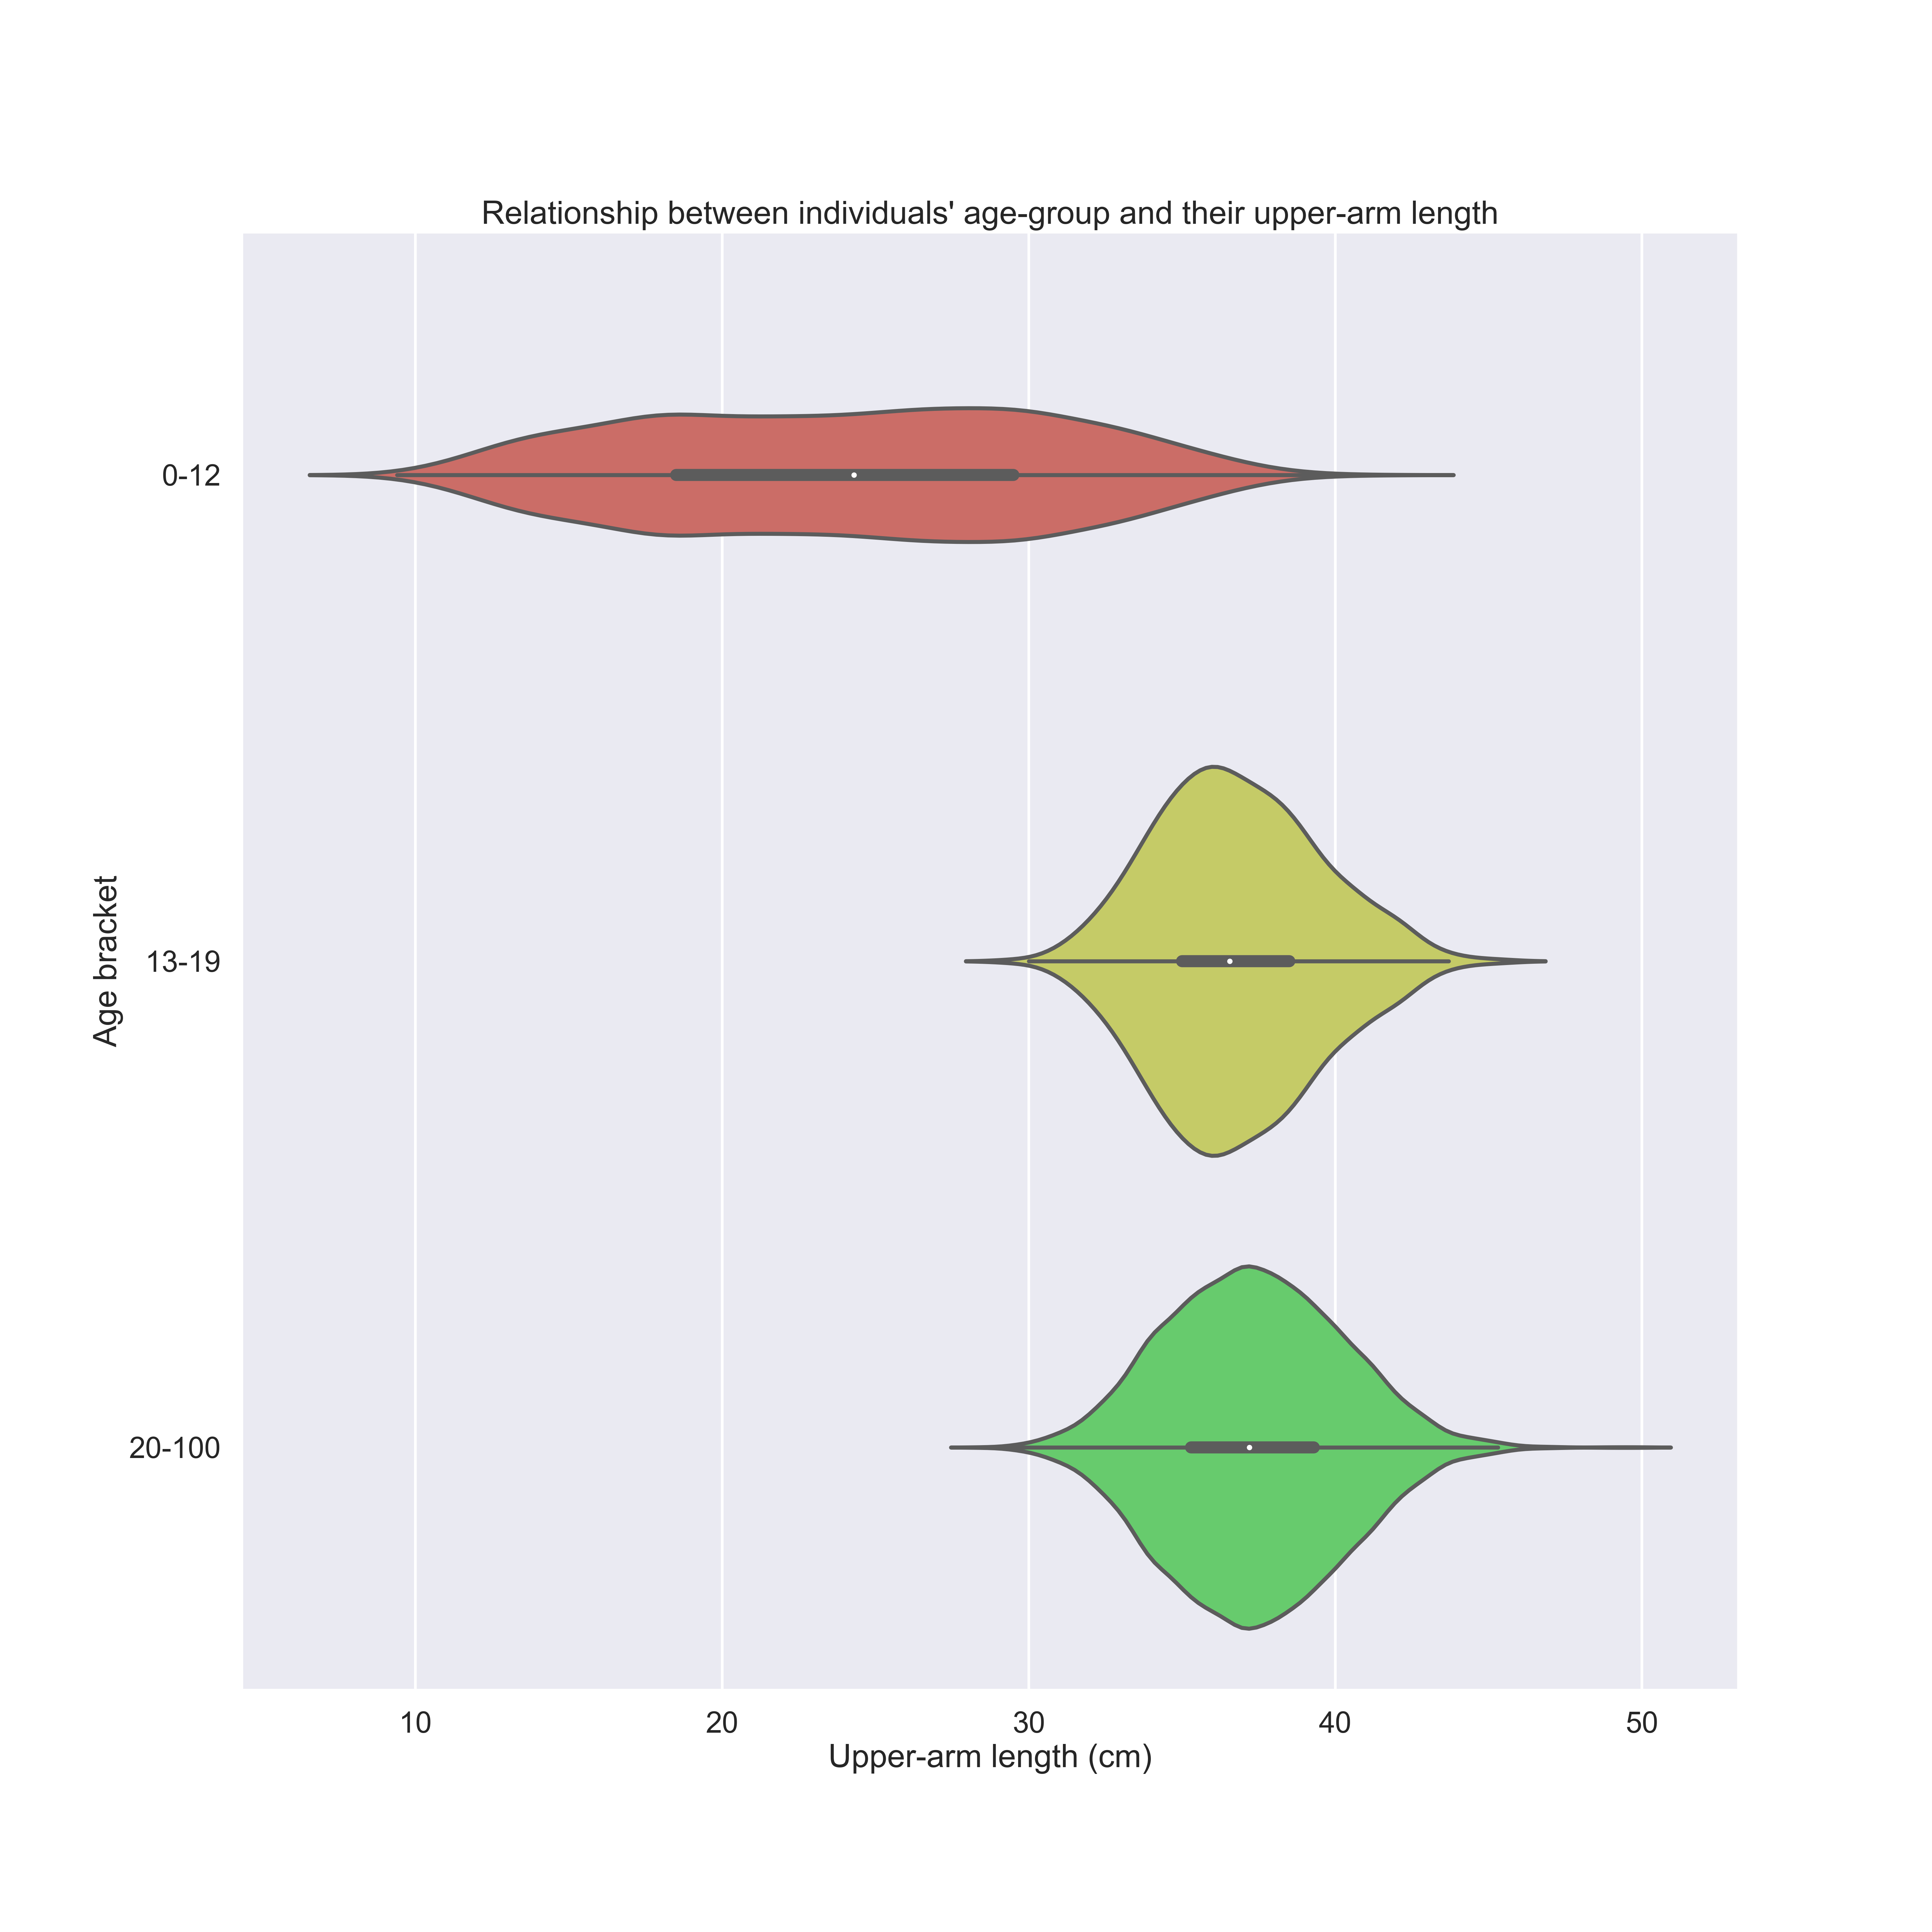 Relationship between individuals' age-group and their upper-arm length
Age bracket
0-12
13-19
20-100
10 20 30 40 50
Upper-arm length (cm)